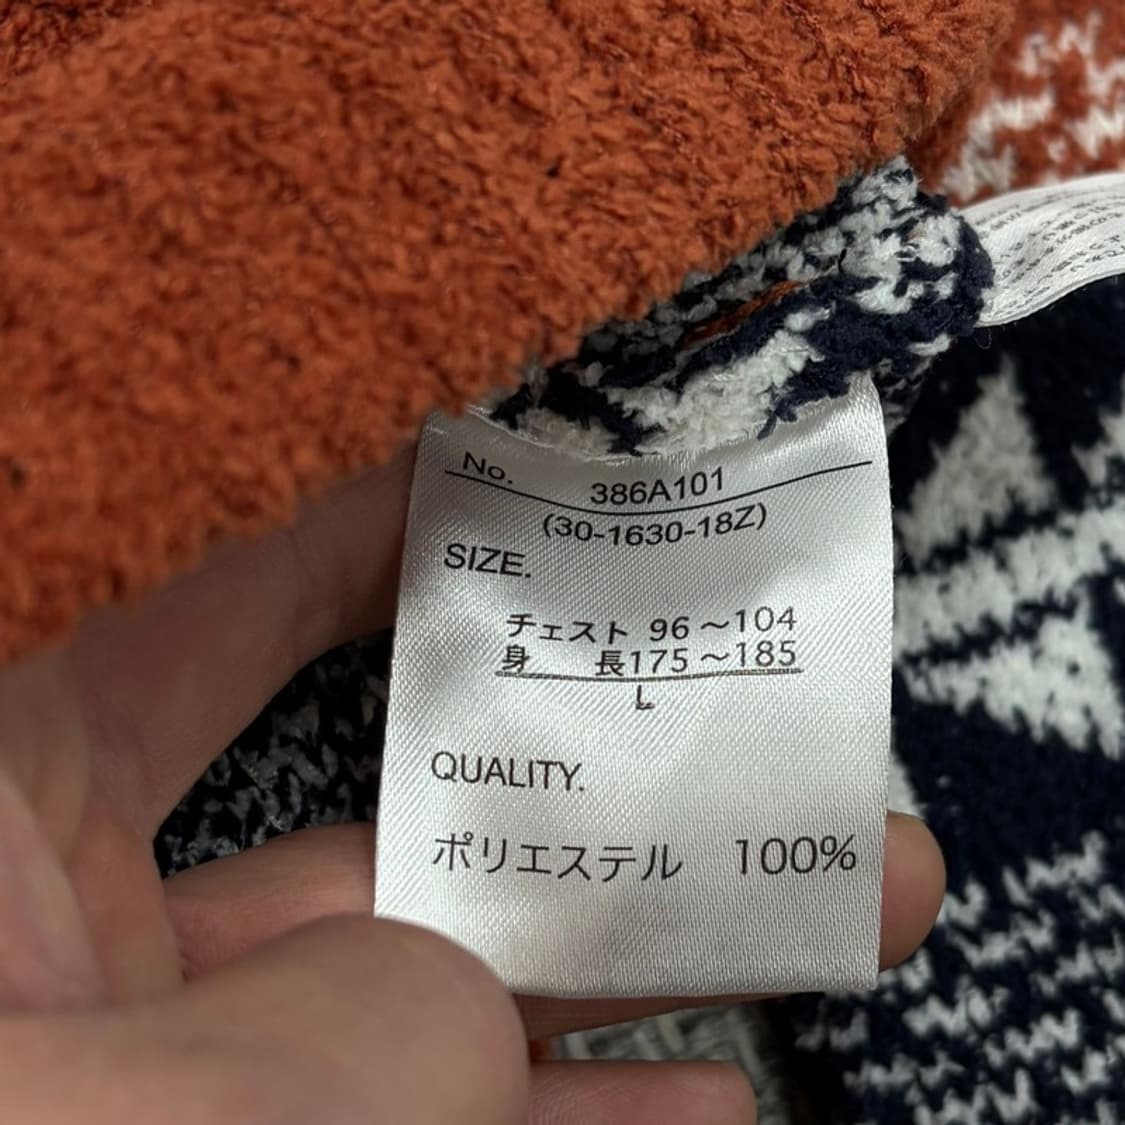 No. 386A101
(30-1630-18Z)
SIZE.
チェスト 96～104
身　長175～185
L
QUALITY.
ポリエステル 100%